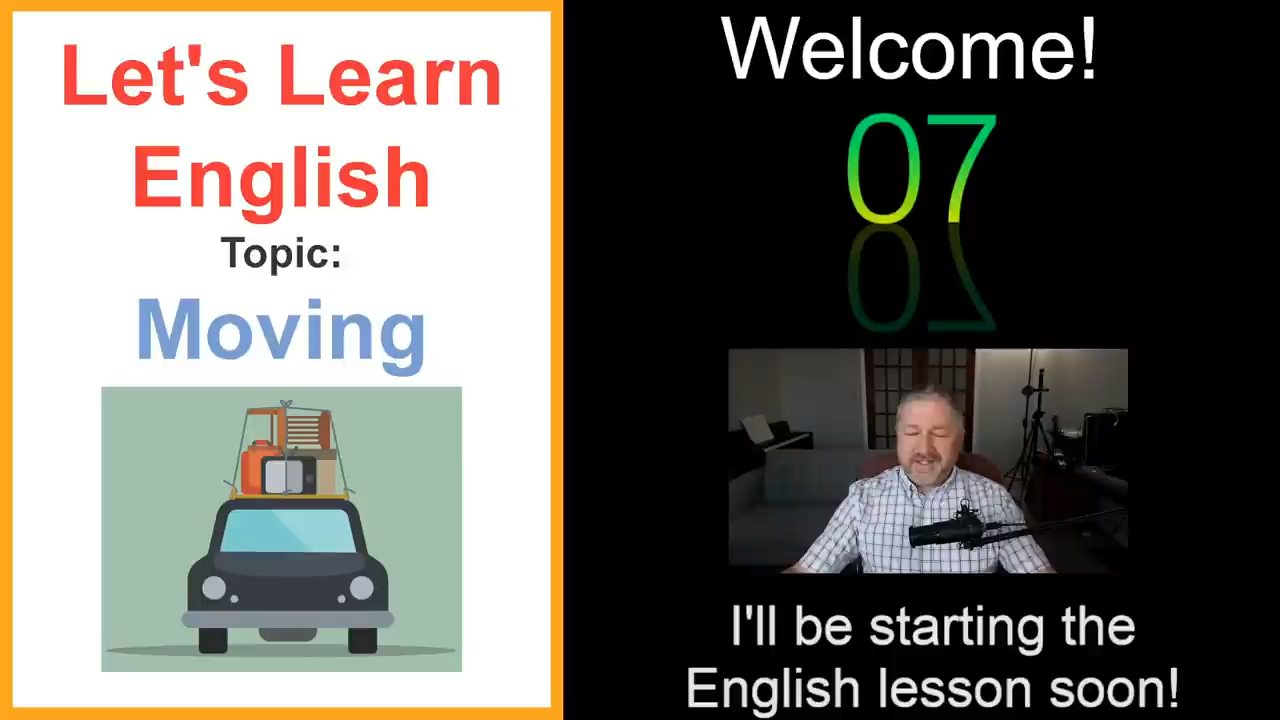 Let's Learn
English
Topic:
Moving
Welcome!
07
I'll be starting the
English lesson soon!